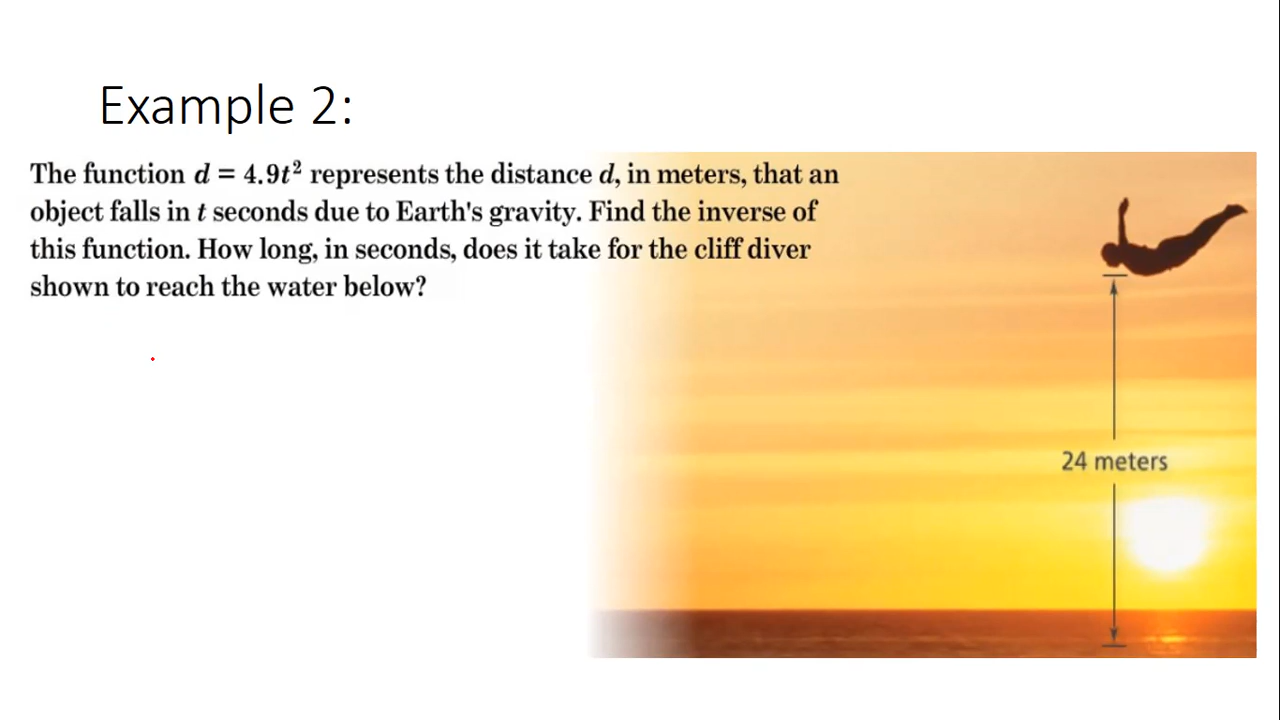 Example 2:
The function d = 4.9t² represents the distance d, in meters, that an
object falls in t seconds due to Earth's gravity. Find the inverse of
this function. How long, in seconds, does it take for the cliff diver
shown to reach the water below?
24 meters